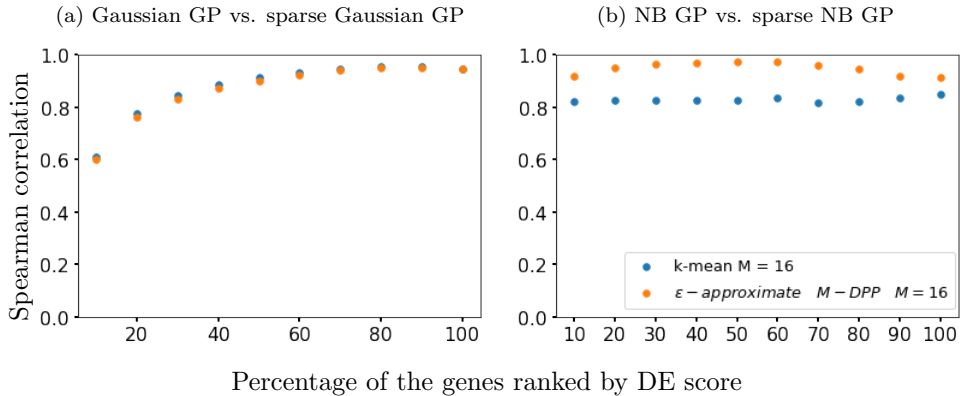 (a) Gaussian GP vs. sparse Gaussian GP
(b) NB GP vs. sparse NB GP
Spearman correlation
1.0
0.8
0.6
0.4
0.2
0.0
20 40 60 80 100
1.0
0.8
0.6
0.4
0.2
0.0
k-mean M = 16
ε − approximate M − DPP M = 16
10 20 30 40 50 60 70 80 90 100
Percentage of the genes ranked by DE score